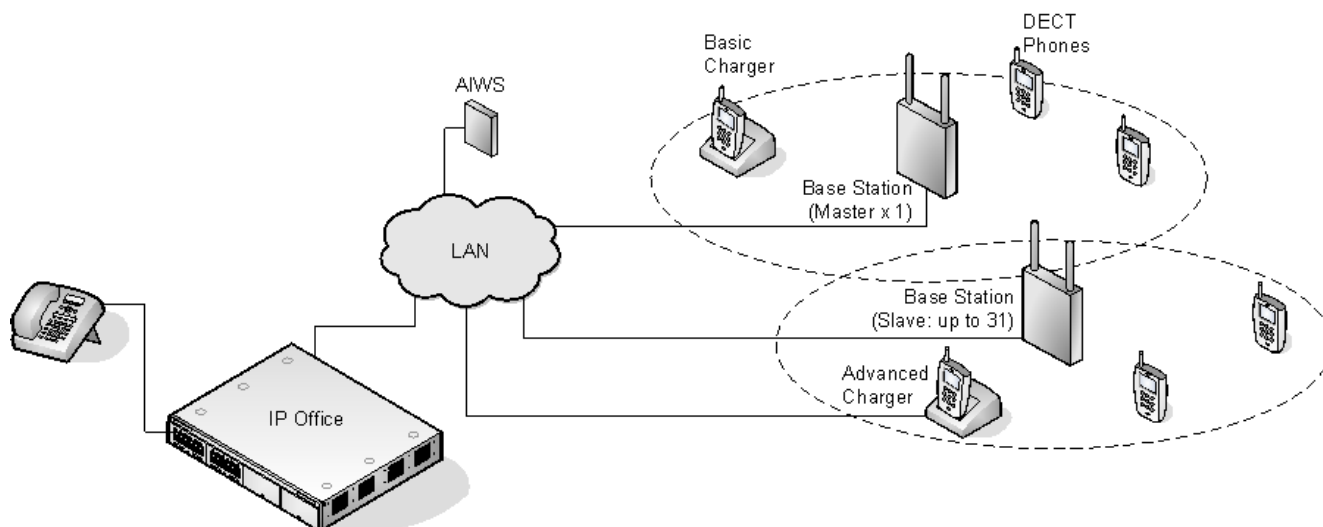 Basic
Charger
DECT
Phones
AIWS
Base Station
(Master x 1)
LAN
Base Station
(Slave: up to 31)
Advanced
Charger
IP Office